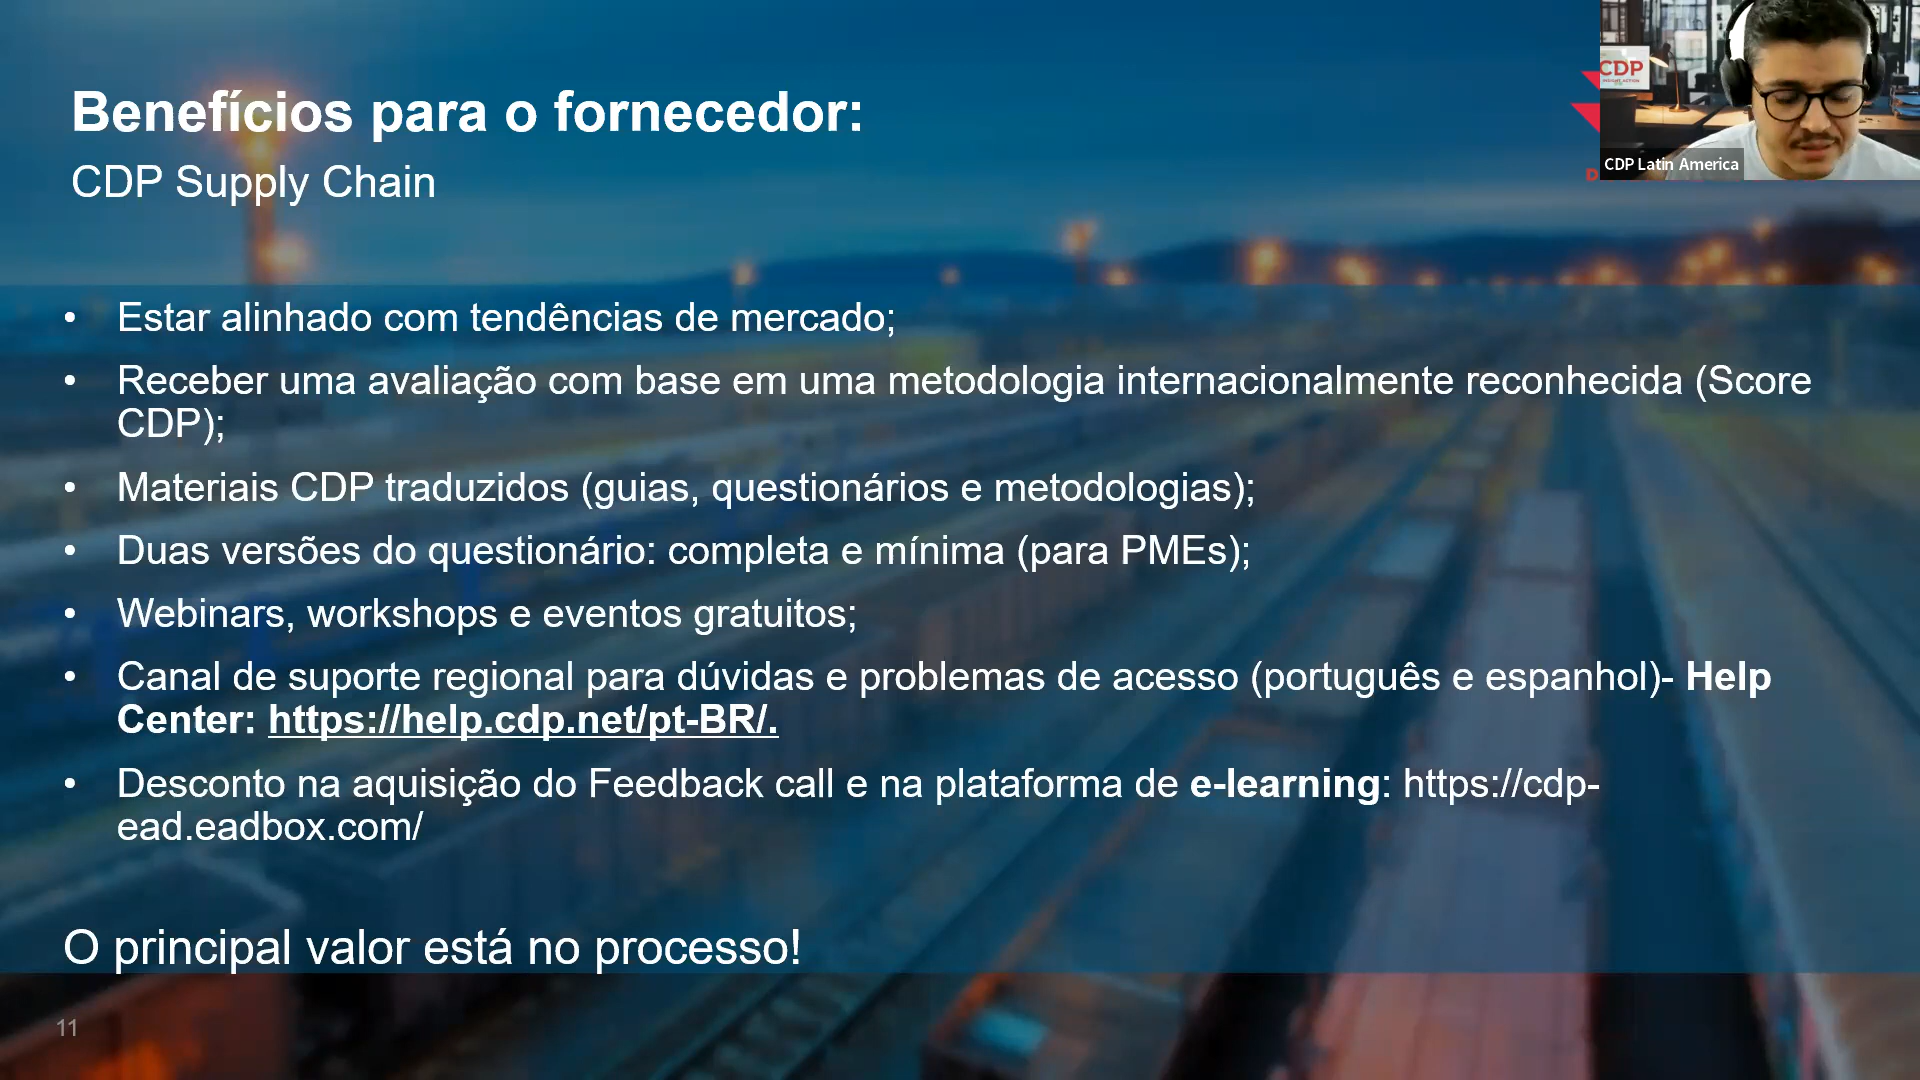 Benefícios para o fornecedor:
CDP Supply Chain
CDP
CDP Latin America
• Estar alinhado com tendências de mercado;
• Receber uma avaliação com base em uma metodologia internacionalmente reconhecida (Score
CDP);
• Materiais CDP traduzidos (guias, questionários e metodologias);
• Duas versões do questionário: completa e mínima (para PMEs);
• Webinars, workshops e eventos gratuitos;
• Canal de suporte regional para dúvidas e problemas de acesso (português e espanhol)- Help
Center: https://help.cdp.net/pt-BR/.
• Desconto na aquisição do Feedback call e na plataforma de e-learning: https://cdp-
ead.eadbox.com/
O principal valor está no processo!
11